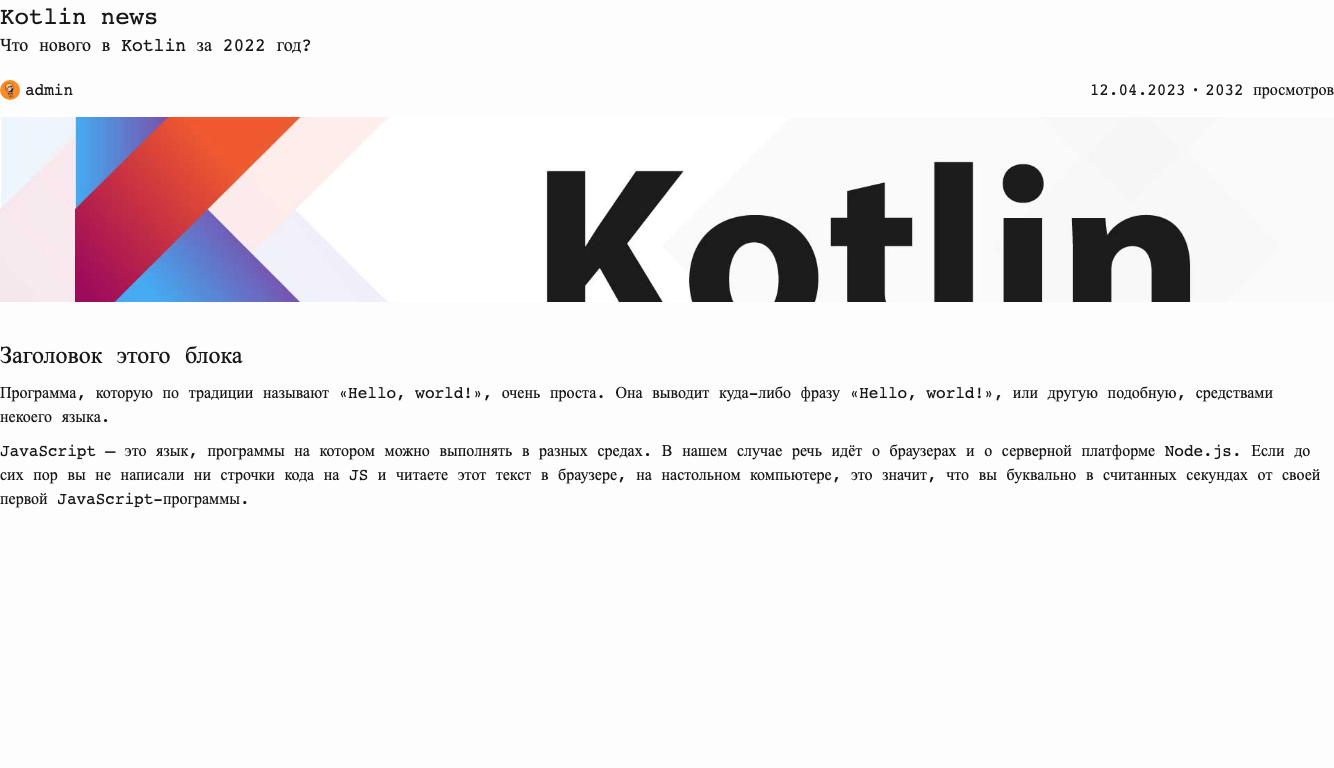 Kotlin news
Что нового в Kotlin за 2022 год?
admin
12.04.2023 · 2032 просмотров
Kotlin
Заголовок этого блока
Программа, которую по традиции называют «Hello, world!», очень проста. Она выводит куда-либо фразу «Hello, world!», или другую подобную, средствами
некоего языка.
JavaScript — это язык, программы на котором можно выполнять в разных средах. В нашем случае речь идёт о браузерах и о серверной платформе Node.js. Если до
сих пор вы не написали ни строчки кода на JS и читаете этот текст в браузере, на настольном компьютере, это значит, что вы буквально в считанных секундах от своей
первой JavaScript-программы.